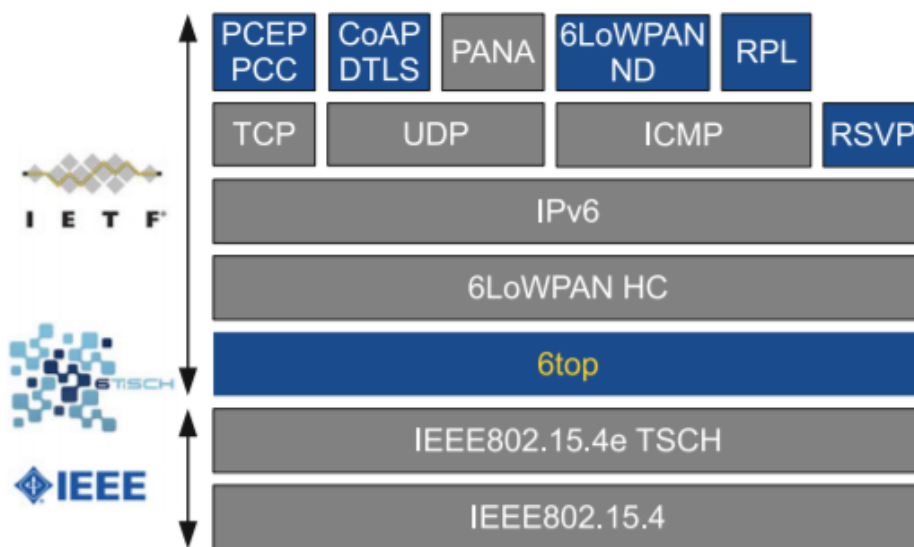 PCEP
PCC
CoAP
DTLS
PANA
6LoWPAN
ND
RPL
TCP
UDP
ICMP
RSVP
IETF®
IPv6
6LoWPAN HC
6TiSCH
6top
IEEE802.15.4e TSCH
IEEE
IEEE802.15.4